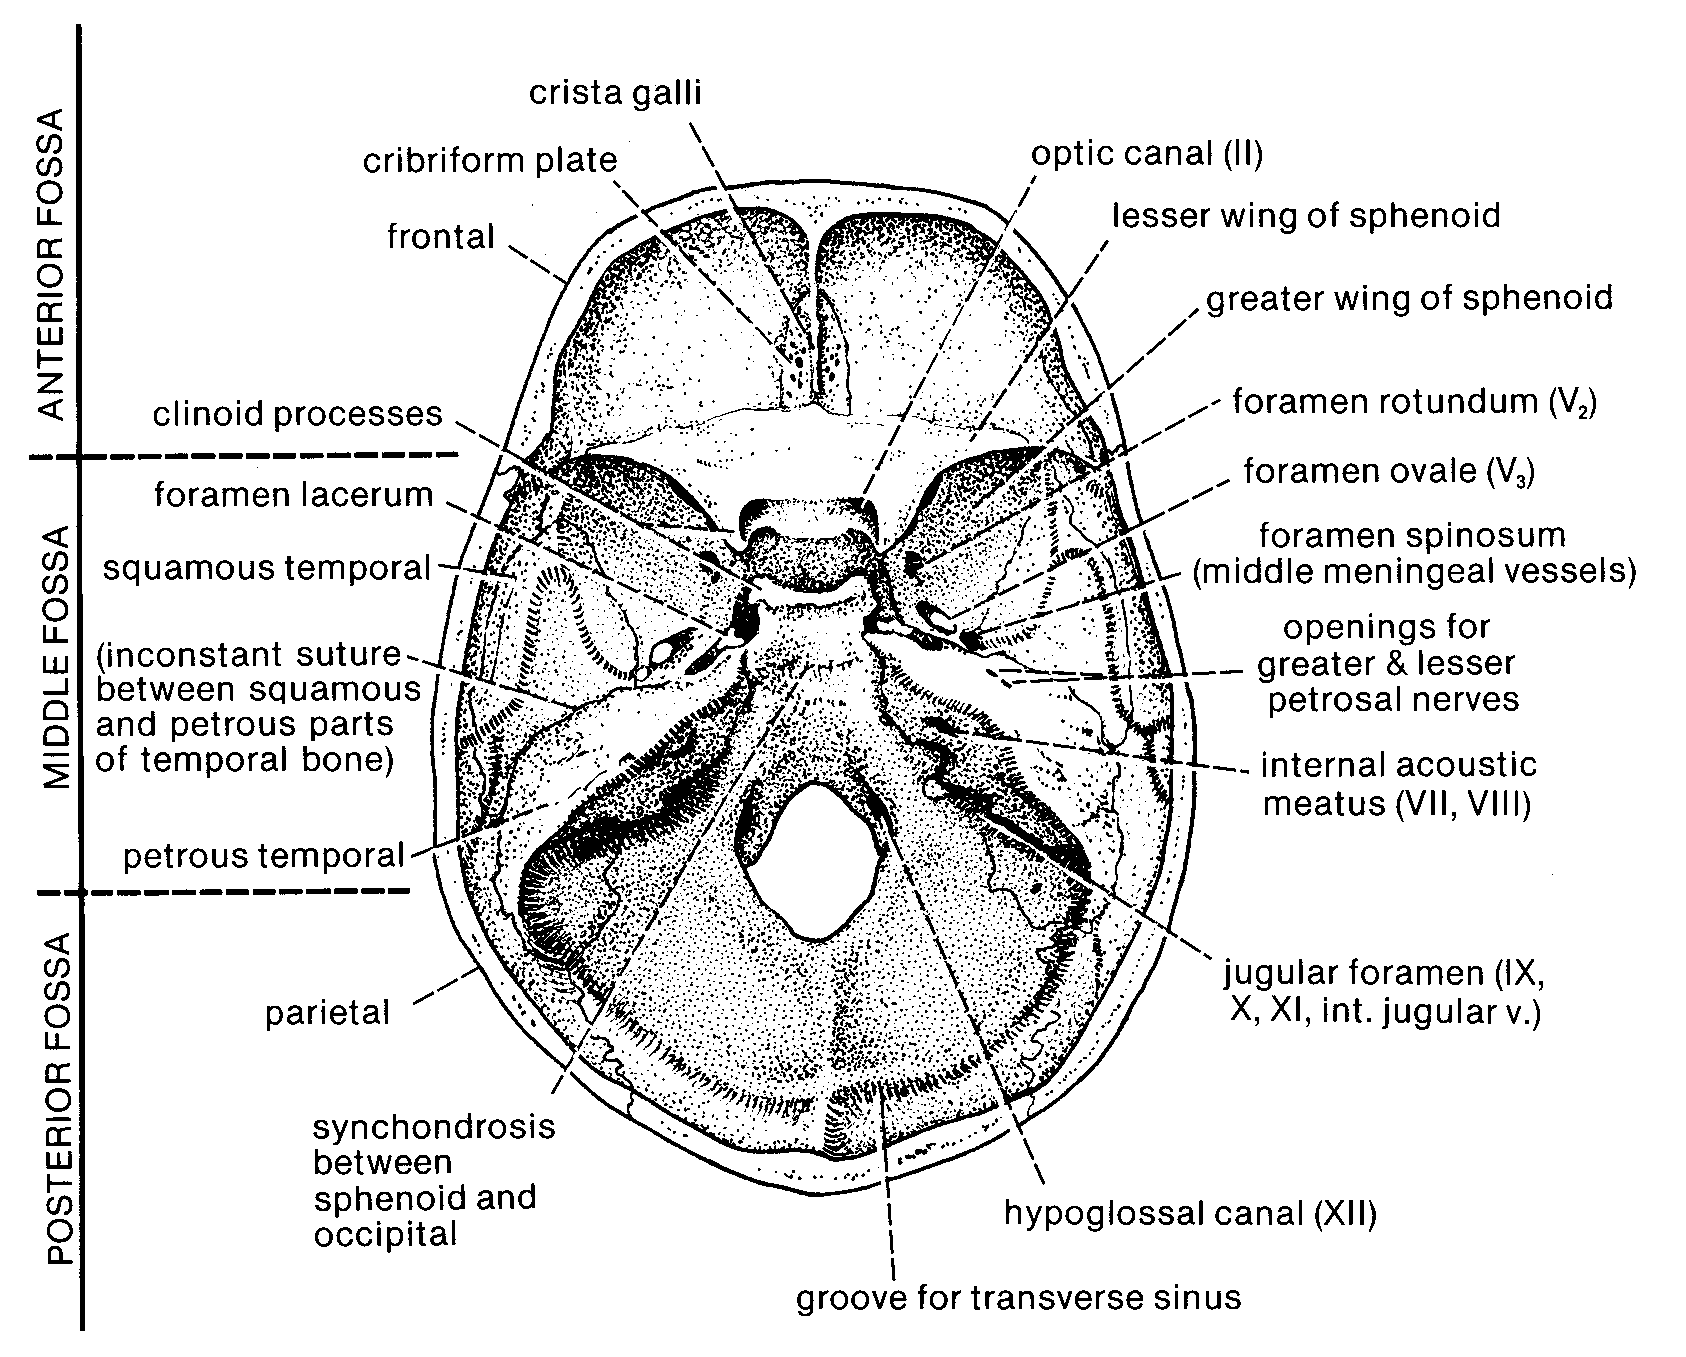 ANTERIOR FOSSA
MIDDLE FOSSA
POSTERIOR FOSSA
crista galli
cribriform plate
frontal
clinoid processes
foramen lacerum
squamous temporal
(inconstant suture
between squamous
and petrous parts
of temporal bone)
petrous temporal
parietal
synchondrosis
between
sphenoid and
occipital
optic canal (II)
lesser wing of sphenoid
greater wing of sphenoid
foramen rotundum (V₂)
foramen ovale (V₃)
foramen spinosum
(middle meningeal vessels)
openings for
greater & lesser
petrosal nerves
internal acoustic
meatus (VII, VIII)
jugular foramen (IX,
X, XI, int. jugular v.)
hypoglossal canal (XII)
groove for transverse sinus